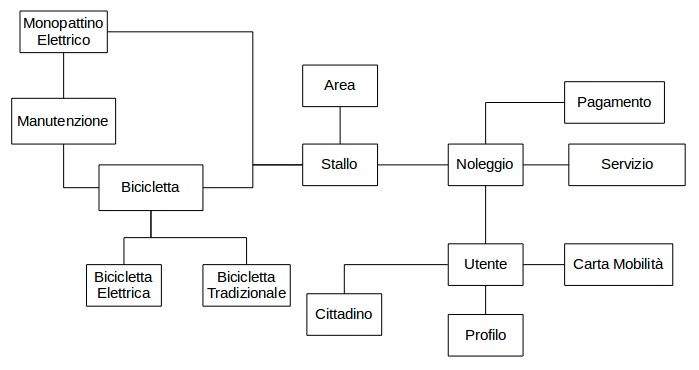 Monopattino
Elettrico
Area
Pagamento
Manutenzione
Stallo
Noleggio
Servizio
Bicicletta
Bicicletta
Elettrica
Bicicletta
Tradizionale
Utente
Carta Mobilità
Cittadino
Profilo